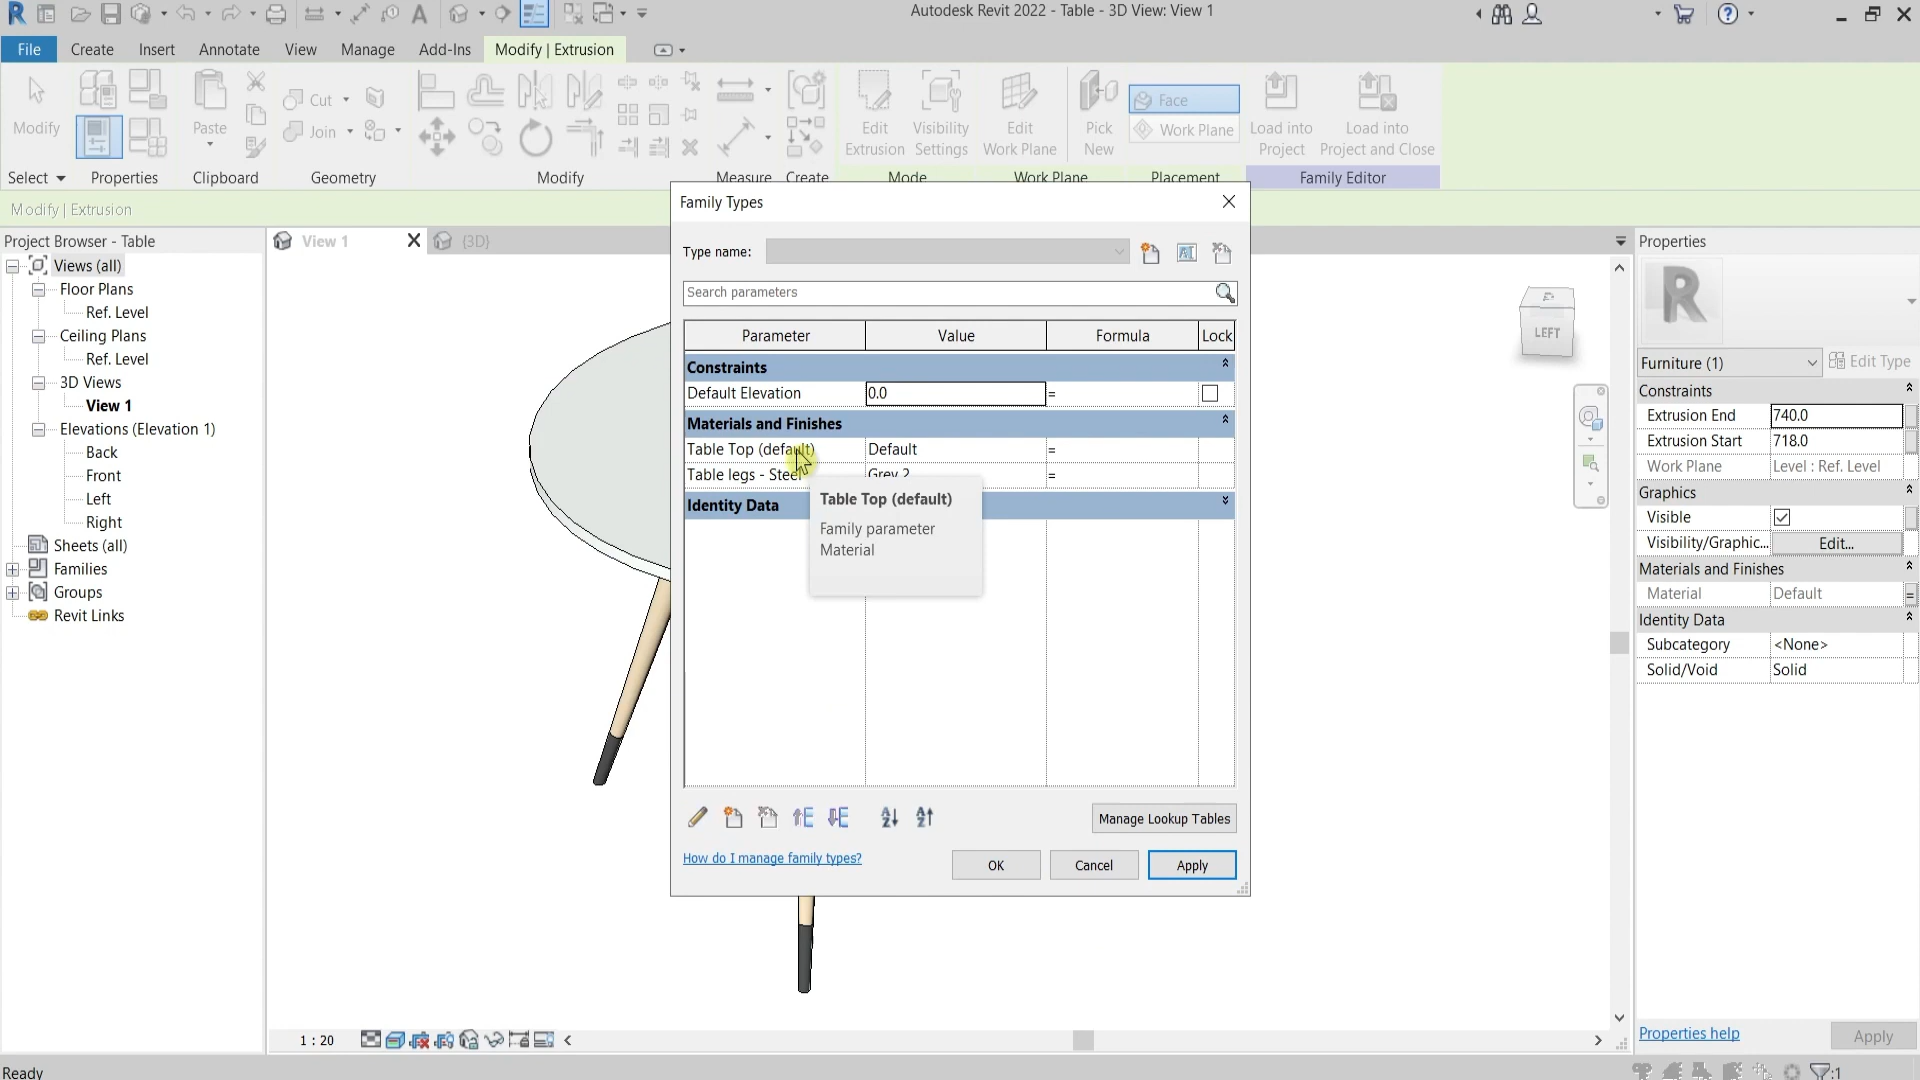 Autodesk Revit 2022 - Table - 3D View: View 1
File Create Insert Annotate View Manage Add-Ins Modify | Extrusion
Modify
Paste
Cut
Join
Edit Extrusion
Visibility Settings
Edit Work Plane
Pick New
Face
Work Plane
Load into Project
Load into Project and Close
Select Properties Clipboard Geometry Modify Measure Create Mode Work Plane Placement Family Editor
Modify | Extrusion
Project Browser - Table
Views (all)
Floor Plans
Ref. Level
Ceiling Plans
Ref. Level
3D Views
View 1
Elevations (Elevation 1)
Back
Front
Left
Right
Sheets (all)
Families
Groups
Revit Links
View 1
{3D}
LEFT
Family Types
Type name:
Search parameters
Parameter Value Formula Lock
Constraints
Default Elevation 0.0 =
Materials and Finishes
Table Top (default) Default =
Table legs - Steel Grey 2 =
Identity Data
Table Top (default)
Family parameter
Material
Manage Lookup Tables
How do I manage family types?
OK Cancel Apply
Properties
R
Furniture (1) Edit Type
Constraints
Extrusion End 740.0
Extrusion Start 718.0
Work Plane Level : Ref. Level
Graphics
Visible
Visibility/Graphic... Edit...
Materials and Finishes
Material Default =
Identity Data
Subcategory <None>
Solid/Void Solid
Properties help Apply
1 : 20
Ready
:1